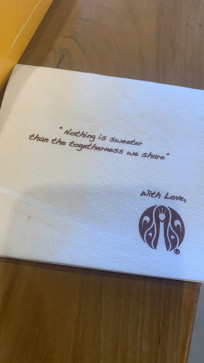 "Nothing is sweeter
than the togetherness we share"
With Love,
®